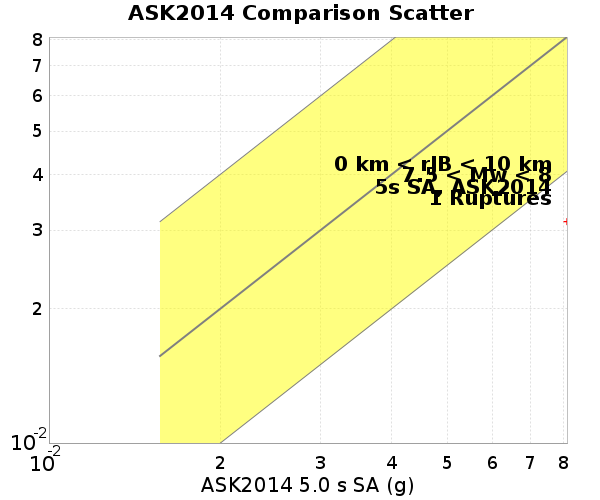 ASK2014 Comparison Scatter
8
7
6
5
4
3
2
10-2
0 km < rJB < 10 km
7.5 < Mw < 8
5s SA, ASK2014
1 Ruptures
10-2
2
3
4
5
6
7
8
ASK2014 5.0 s SA (g)